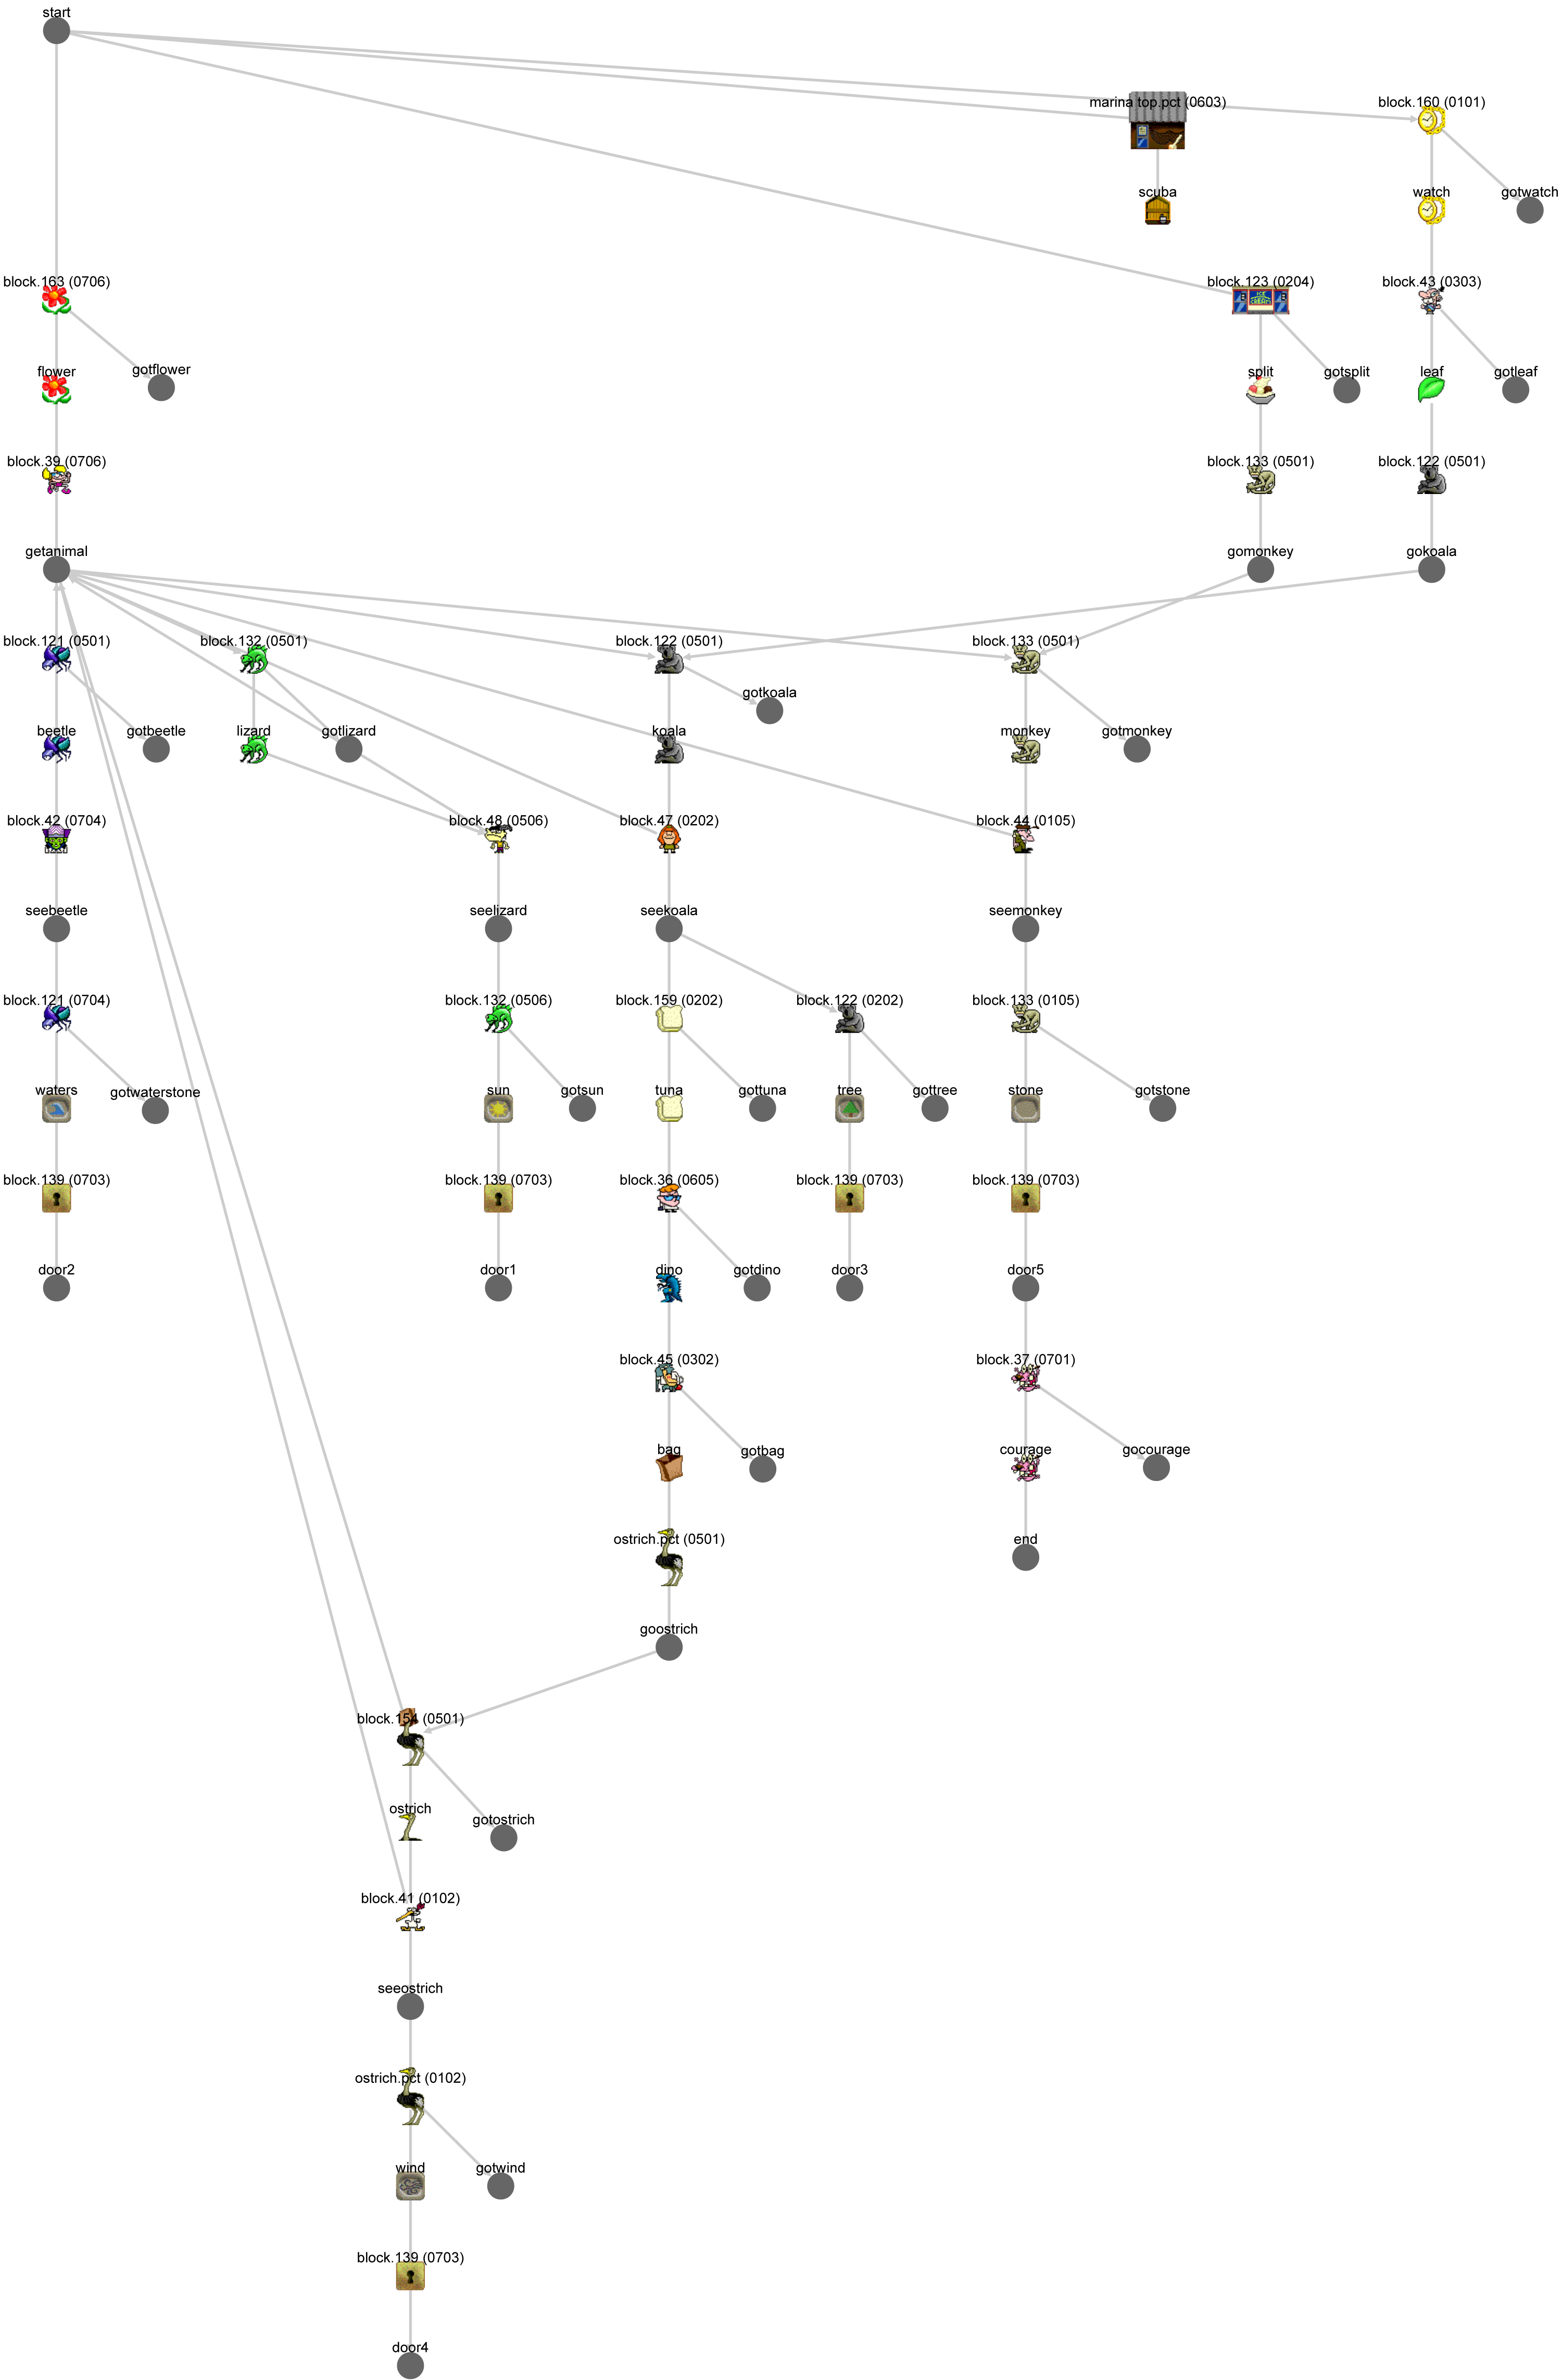 start
marina top.pct (0603)
block.160 (0101)
scuba
watch
gotwatch
block.163 (0706)
block.123 (0204)
block.43 (0303)
flower
gotflower
split
gotsplit
leaf
gotleaf
block.39 (0706)
block.133 (0501)
block.122 (0501)
getanimal
gomonkey
gokoala
block.121 (0501)
block.132 (0501)
block.122 (0501)
block.133 (0501)
gotkoala
beetle
gotbeetle
lizard
gotlizard
koala
monkey
gotmonkey
block.42 (0704)
block.48 (0506)
block.47 (0202)
block.44 (0105)
seebeetle
seelizard
seekoala
seemonkey
block.121 (0704)
block.132 (0506)
block.159 (0202)
block.122 (0202)
block.133 (0105)
waters
gotwaterstone
sun
gotsun
tuna
gottuna
tree
gottree
stone
gotstone
block.139 (0703)
block.139 (0703)
block.36 (0605)
block.139 (0703)
block.139 (0703)
door2
door1
dino
gotdino
door3
door5
block.45 (0302)
block.37 (0701)
bag
gotbag
courage
gocourage
ostrich.pct (0501)
end
goostrich
block.154 (0501)
ostrich
gotostrich
block.41 (0102)
seeostrich
ostrich.pct (0102)
wind
gotwind
block.139 (0703)
door4